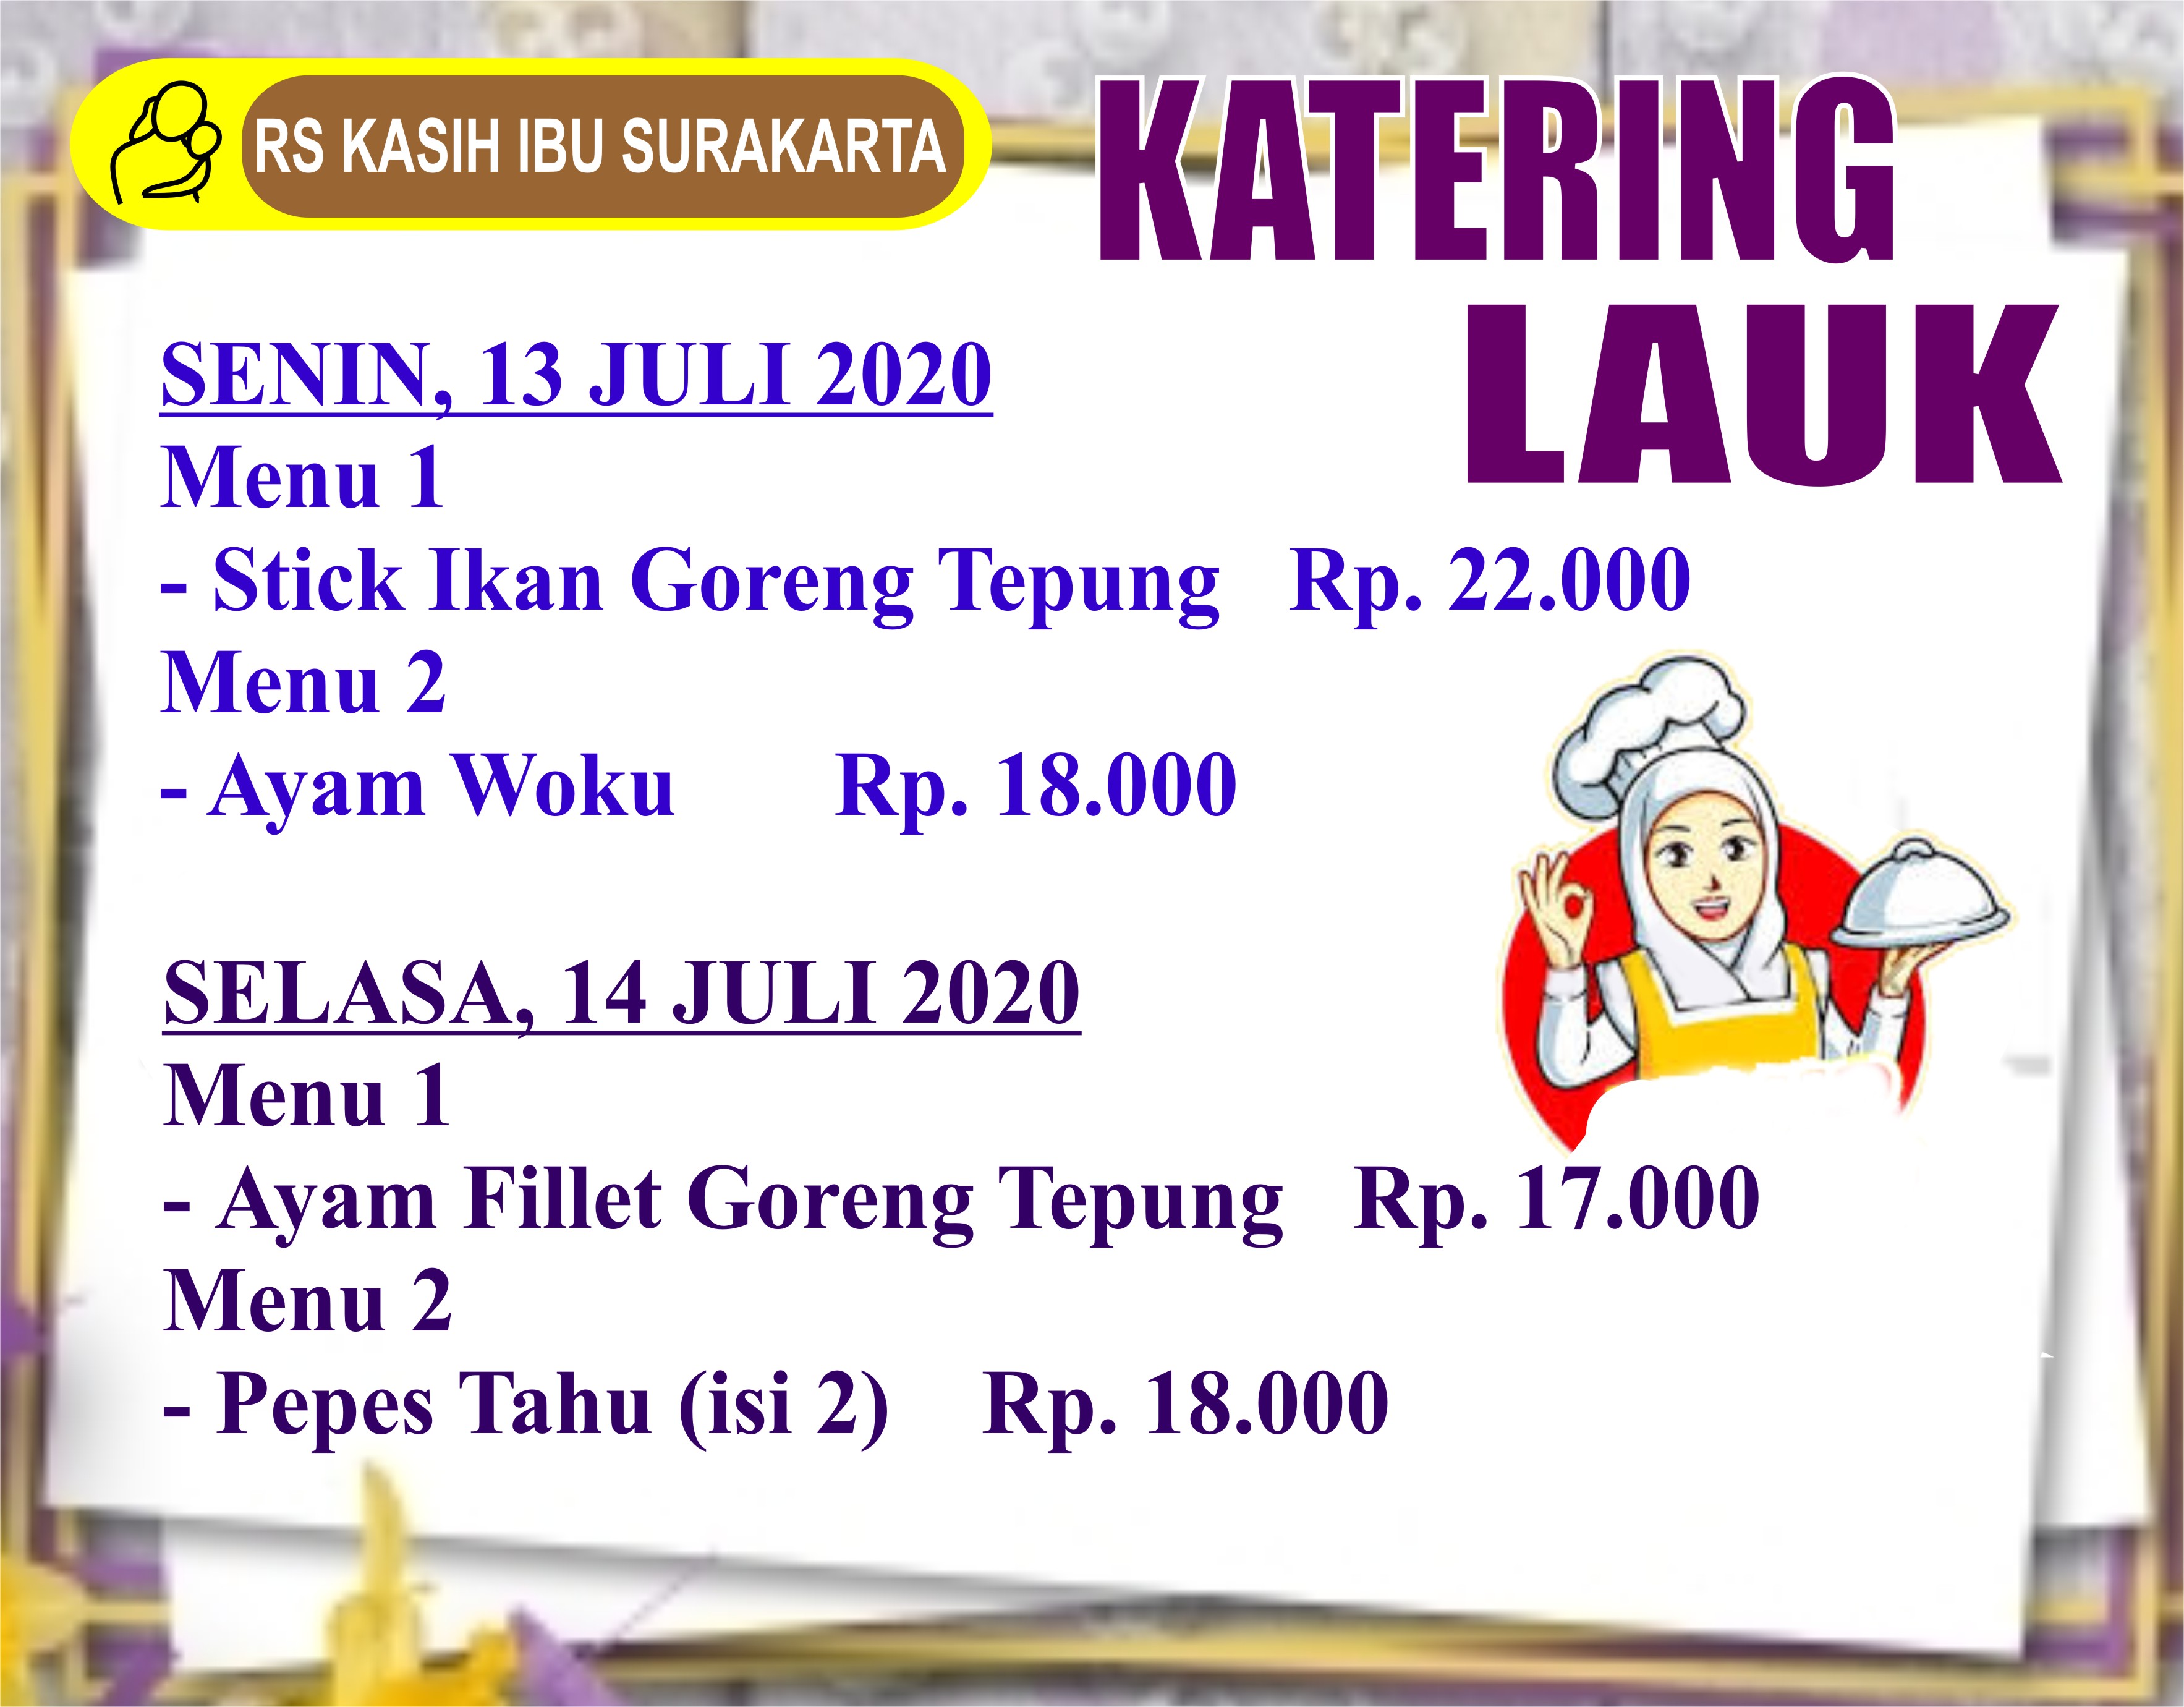 RS KASIH IBU SURAKARTA
KATERING
LAUK
SENIN, 13 JULI 2020
Menu 1
- Stick Ikan Goreng Tepung Rp. 22.000
Menu 2
- Ayam Woku Rp. 18.000
SELASA, 14 JULI 2020
Menu 1
- Ayam Fillet Goreng Tepung Rp. 17.000
Menu 2
- Pepes Tahu (isi 2) Rp. 18.000